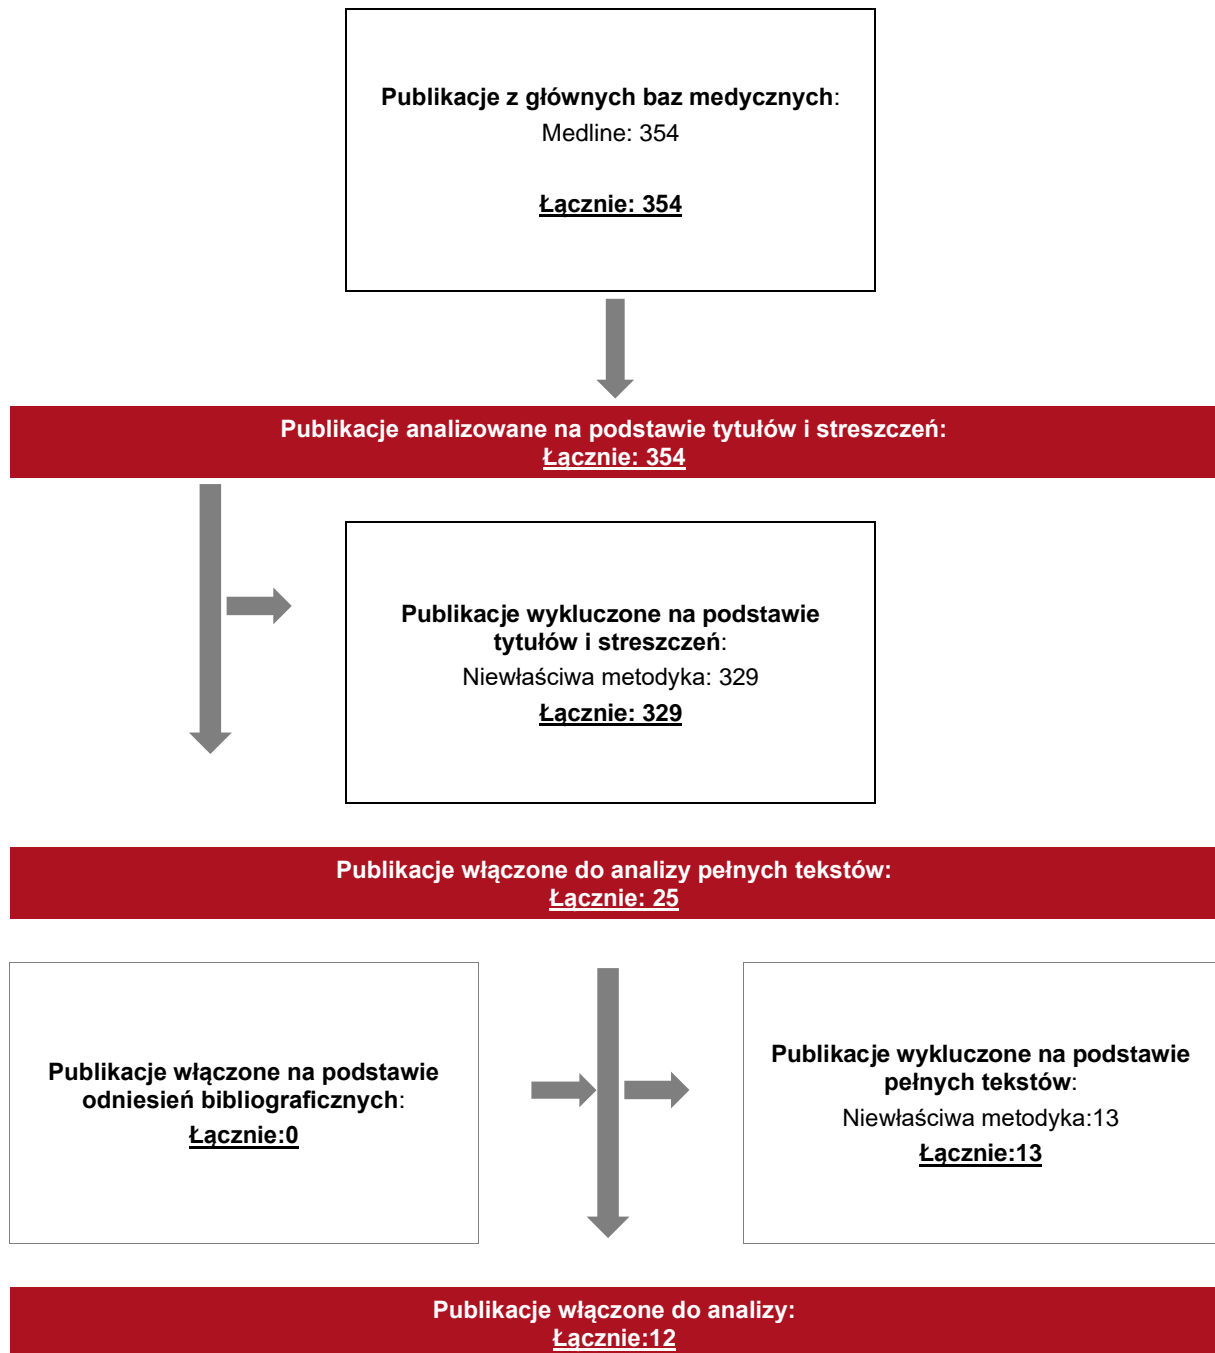 Publikacje z głównych baz medycznych:
Medline: 354
Łącznie: 354
Publikacje analizowane na podstawie tytułów i streszczeń:
Łącznie: 354
Publikacje wykluczone na podstawie
tytułów i streszczeń:
Niewłaściwa metodyka: 329
Łącznie: 329
Publikacje włączone do analizy pełnych tekstów:
Łącznie: 25
Publikacje włączone na podstawie
odniesień bibliograficznych:
Łącznie:0
Publikacje wykluczone na podstawie
pełnych tekstów:
Niewłaściwa metodyka:13
Łącznie:13
Publikacje włączone do analizy:
Łącznie:12